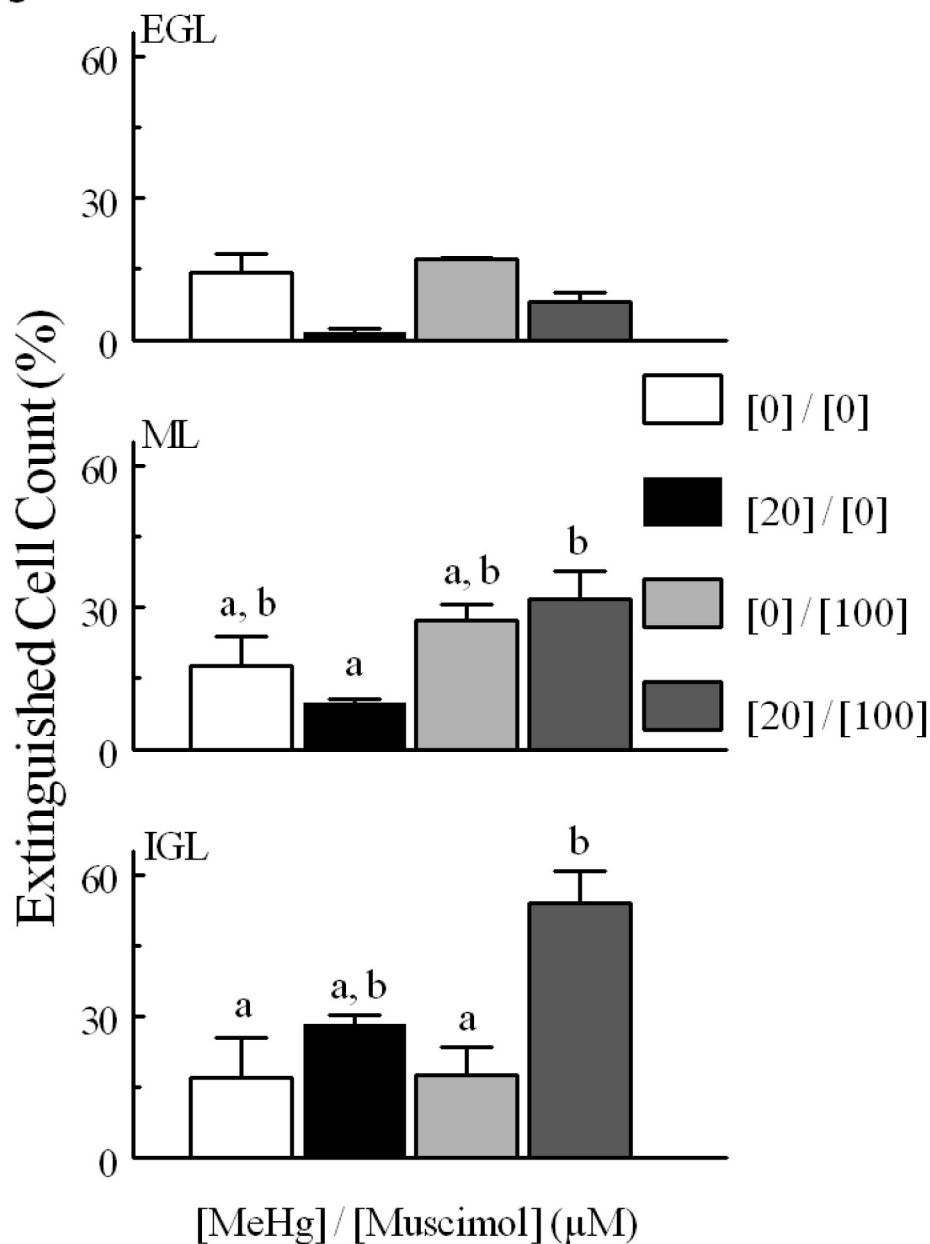 EGL
60
30
0
ML
60
a, b
a
a, b
b
30
0
IGL
60
a
a, b
a
b
30
0
Extinguished Cell Count (%)
[0] / [0]
[20] / [0]
[0] / [100]
[20] / [100]
[MeHg] / [Muscimol] (µM)